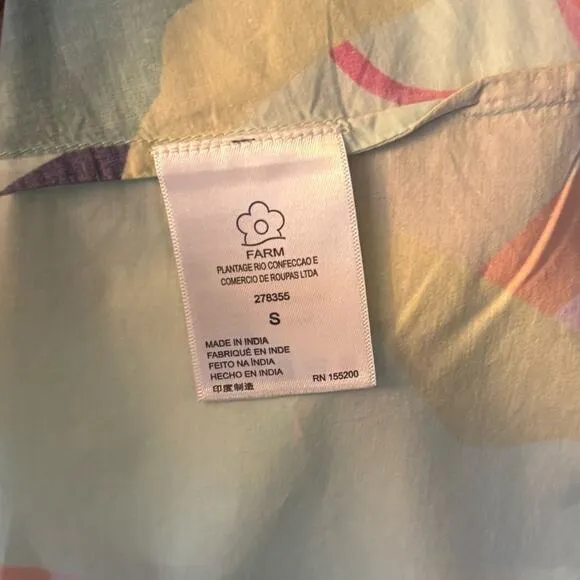 FARM
PLANTAGE RIO CONFECCAO E
COMERCIO DE ROUPAS LTDA
278355
S
MADE IN INDIA
FABRIQUÉ EN INDE
FEITO NA ÍNDIA
HECHO EN INDIA
印度制造
RN 155200